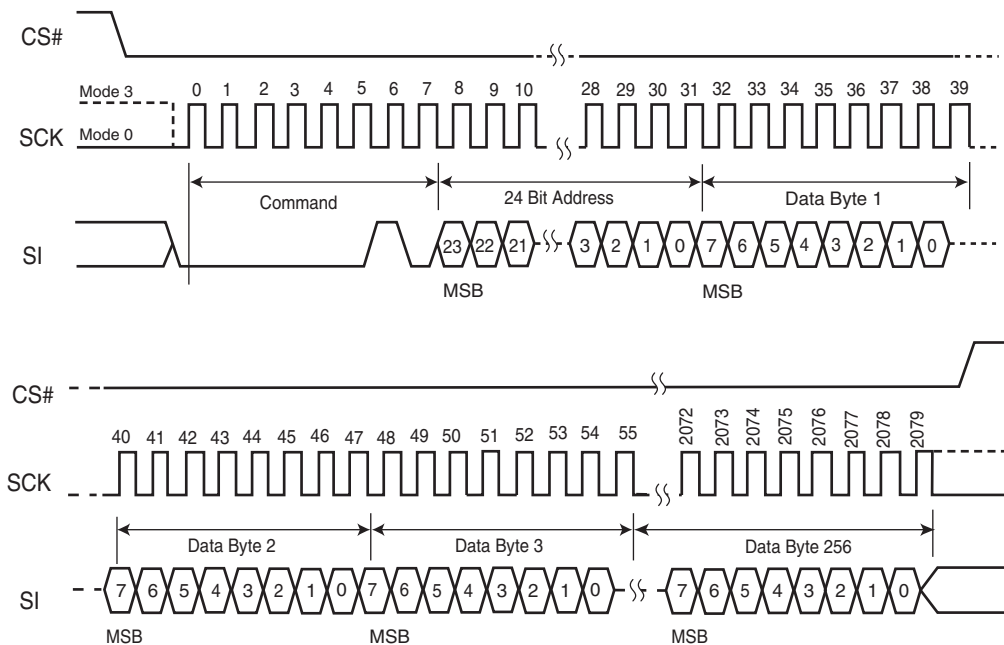 CS#
Mode 3
0 1 2 3 4 5 6 7 8 9 10 28 29 30 31 32 33 34 35 36 37 38 39
SCK
Mode 0
Command 24 Bit Address Data Byte 1
SI 23 22 21 3 2 1 0 7 6 5 4 3 2 1 0
MSB MSB
CS#
40 41 42 43 44 45 46 47 48 49 50 51 52 53 54 55 2072 2073 2074 2075 2076 2077 2078 2079
SCK
Data Byte 2 Data Byte 3 Data Byte 256
SI 7 6 5 4 3 2 1 0 7 6 5 4 3 2 1 0 7 6 5 4 3 2 1 0
MSB MSB MSB